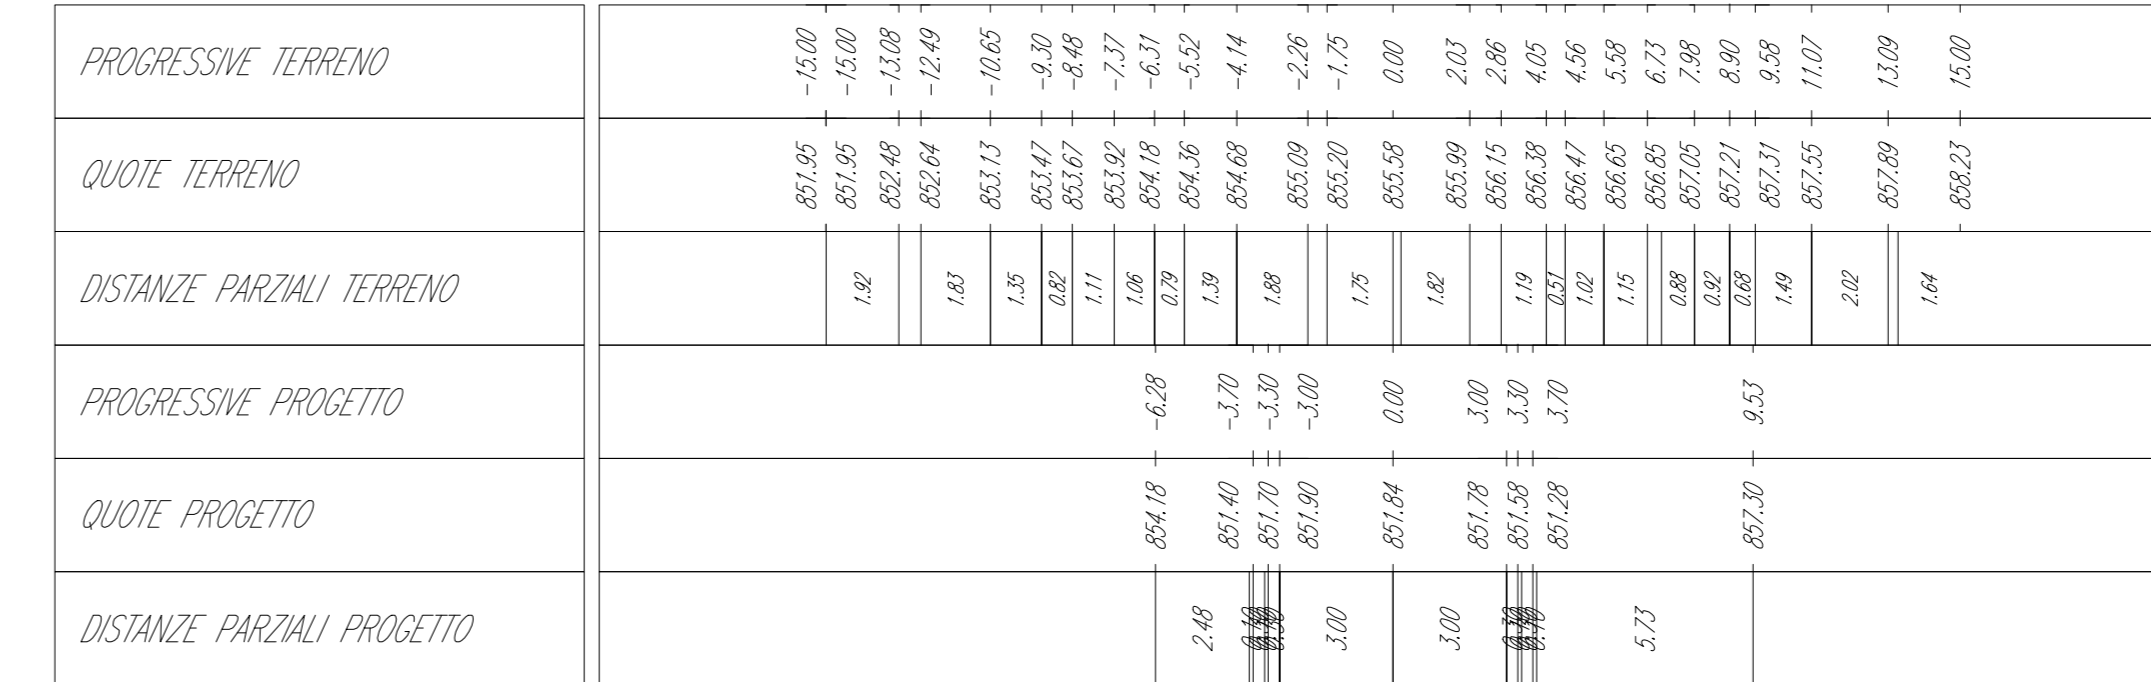 PROGRESSIVE TERRENO -15.00 -15.00 -13.08 -12.49 -10.65 -9.30 -8.48 -7.37 -6.31 -5.52 -4.14 -2.26 -1.75 0.00 2.03 2.86 4.05 4.56 5.58 6.73 7.98 8.90 9.58 11.07 13.09 15.00
QUOTE TERRENO 851.95 851.95 852.48 852.64 853.13 853.47 853.67 853.92 854.18 854.36 854.68 855.09 855.20 855.58 855.99 856.15 856.38 856.47 856.65 856.85 857.05 857.21 857.31 857.55 857.89 858.23
DISTANZE PARZIALI TERRENO 1.92 1.83 1.35 0.82 1.11 1.06 0.79 1.39 1.88 1.75 1.82 1.19 0.51 1.02 1.15 0.88 0.92 0.68 1.49 2.02 1.64
PROGRESSIVE PROGETTO -6.28 -3.70 -3.30 -3.00 0.00 3.00 3.30 3.70 9.53
QUOTE PROGETTO 854.18 851.40 851.70 851.90 851.84 851.78 851.58 851.28 857.30
DISTANZE PARZIALI PROGETTO 2.48 3.00 3.00 5.73